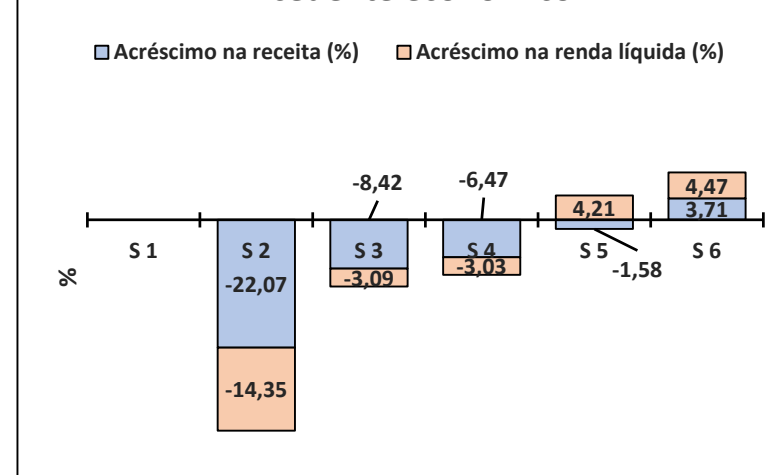 Acréscimo na receita (%) Acréscimo na renda líquida (%)
-8,42 -6,47
4,21 4,47
3,71
S 1 S 2 S 3 S 4 S 5 S 6
-22,07 -3,09 -3,03 -1,58
%
-14,35